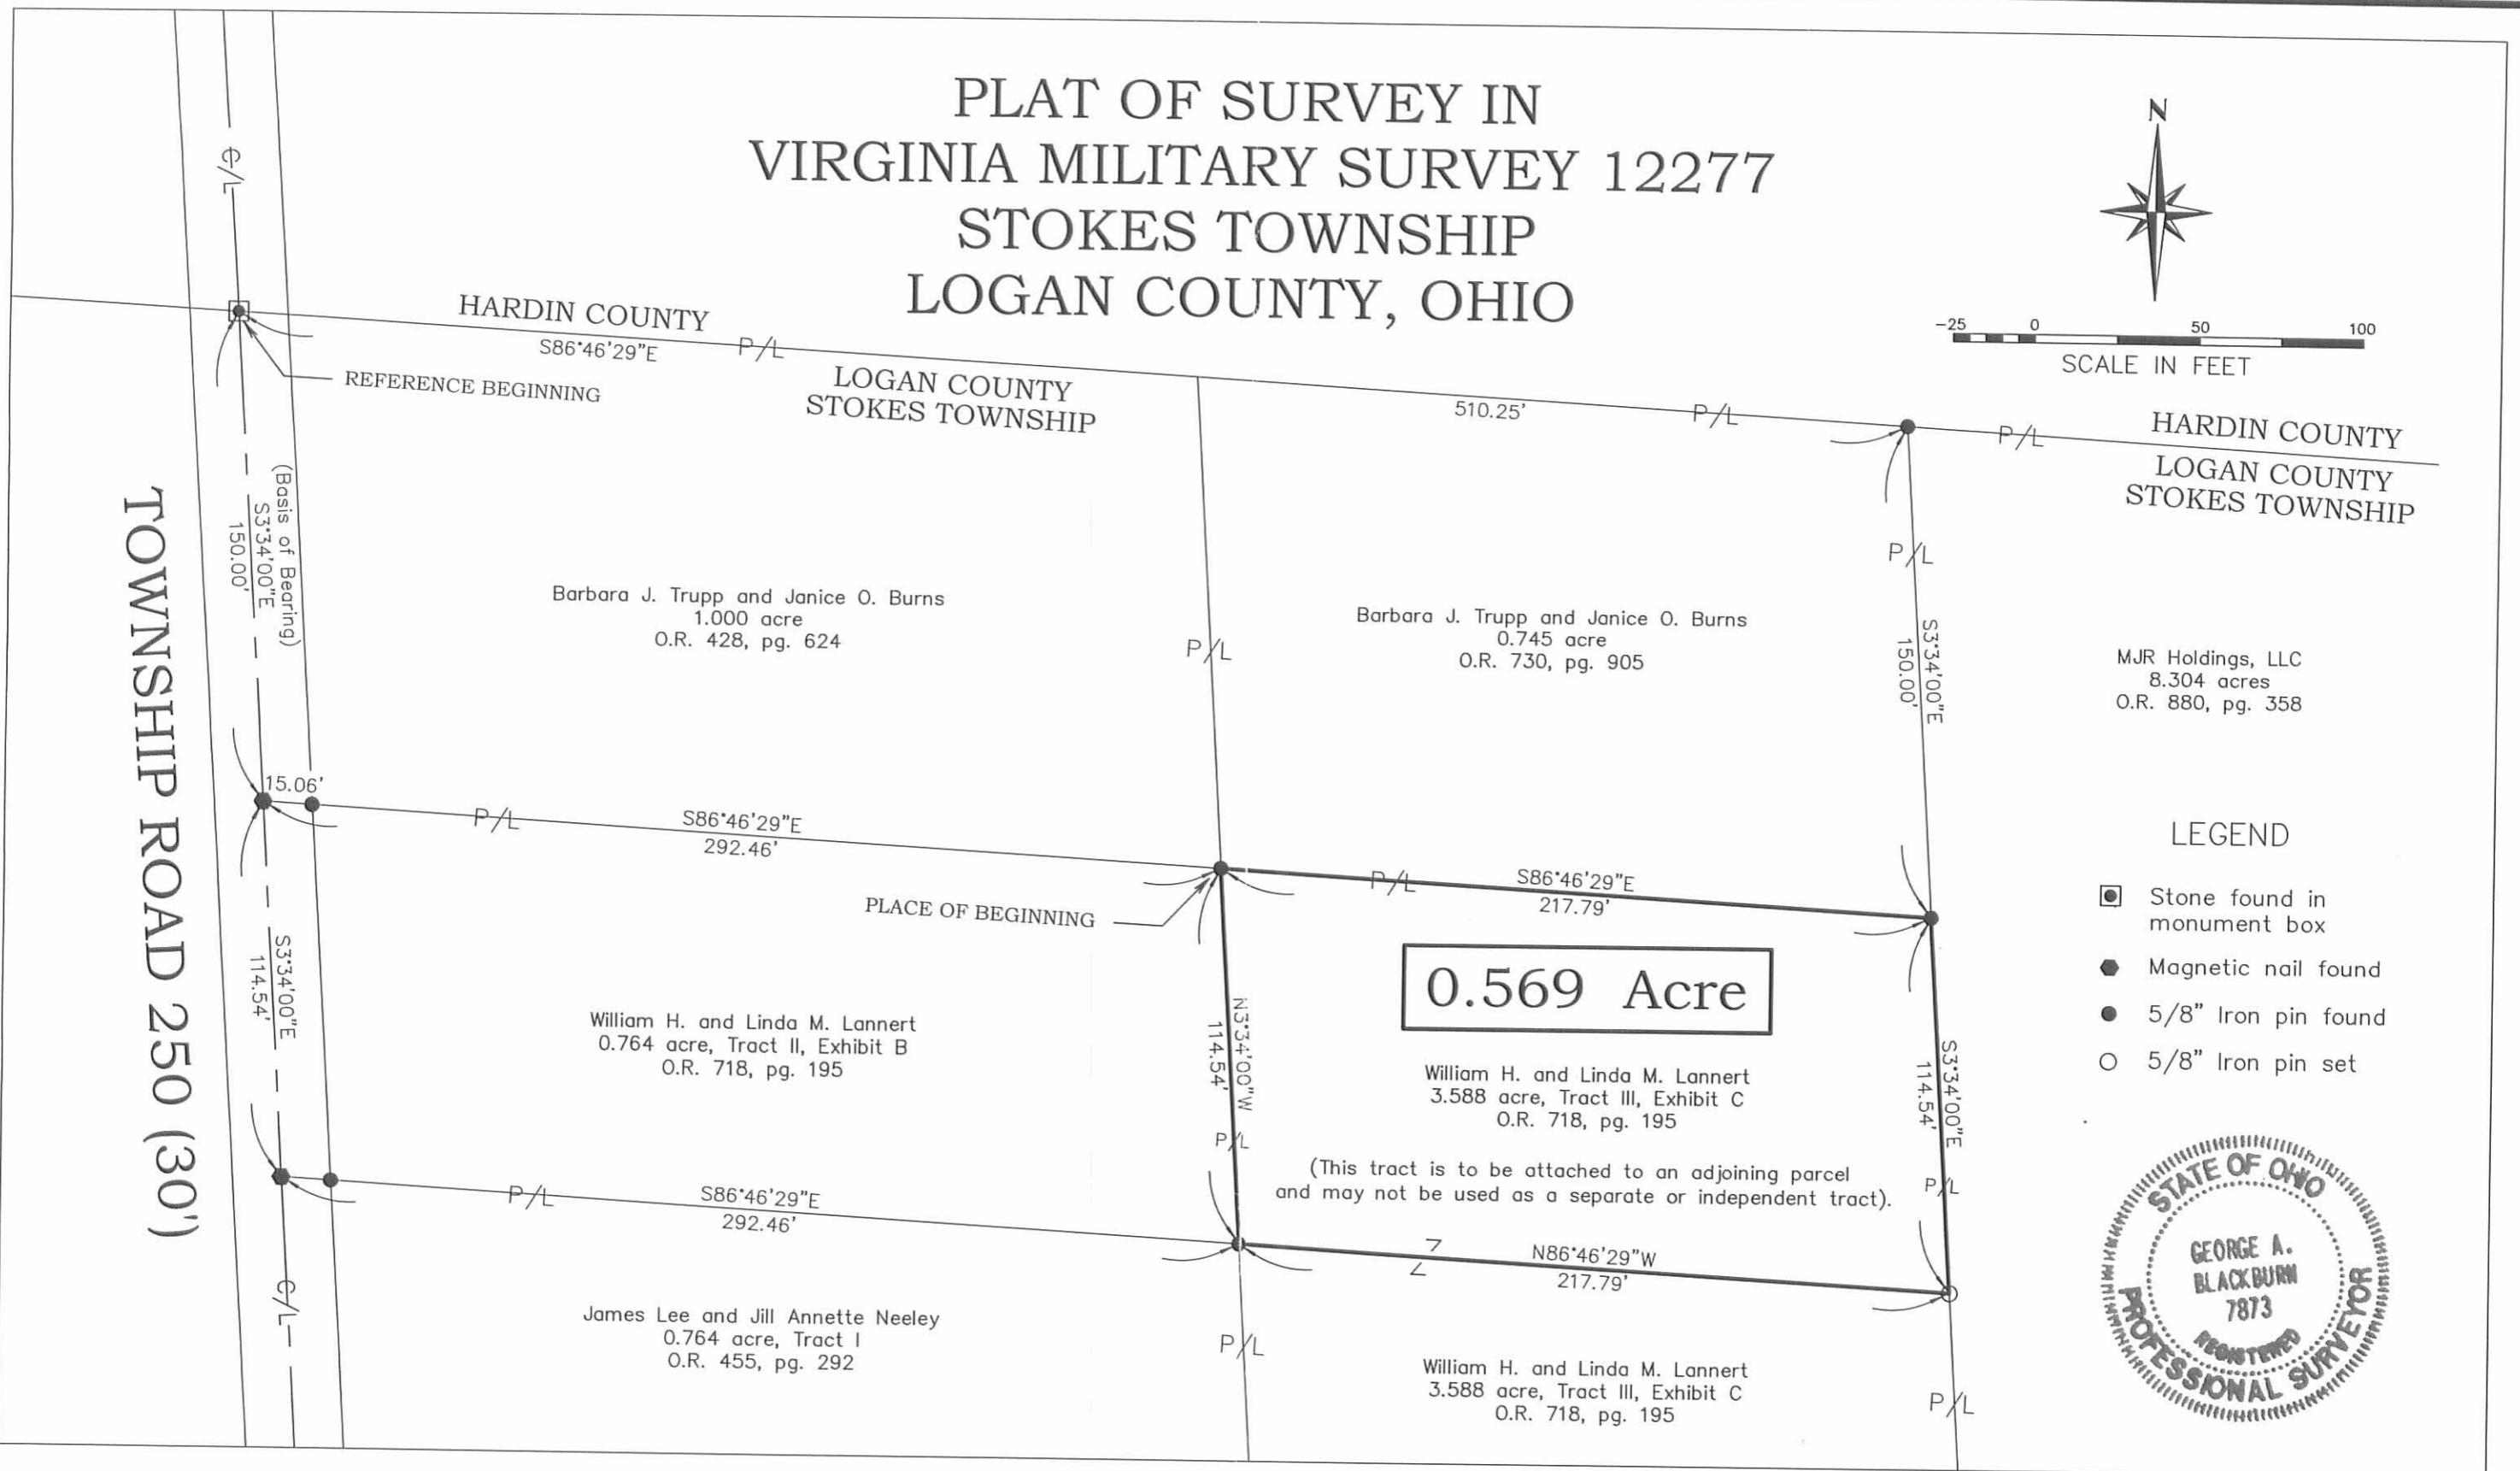 PLAT OF SURVEY IN
VIRGINIA MILITARY SURVEY 12277
STOKES TOWNSHIP
LOGAN COUNTY, OHIO
N
-25 0 50 100
SCALE IN FEET
C/L
HARDIN COUNTY
S86°46'29"E
P/L
LOGAN COUNTY
STOKES TOWNSHIP
REFERENCE BEGINNING
510.25'
P/L
P/L
HARDIN COUNTY
LOGAN COUNTY
STOKES TOWNSHIP
TOWNSHIP ROAD 250 (30')
(Basis of Bearing)
S3°34'00"E
150.00'
Barbara J. Trupp and Janice O. Burns
1.000 acre
O.R. 428, pg. 624
P/L
Barbara J. Trupp and Janice O. Burns
0.745 acre
O.R. 730, pg. 905
P/L
S3°34'00"E
150.00'
MJR Holdings, LLC
8.304 acres
O.R. 880, pg. 358
15.06'
P/L
S86°46'29"E
292.46'
PLACE OF BEGINNING
P/L
S86°46'29"E
217.79'
S3°34'00"E
114.54'
William H. and Linda M. Lannert
0.764 acre, Tract II, Exhibit B
O.R. 718, pg. 195
N3°34'00"W
114.54'
P/L
0.569 Acre
William H. and Linda M. Lannert
3.588 acre, Tract III, Exhibit C
O.R. 718, pg. 195
(This tract is to be attached to an adjoining parcel
and may not be used as a separate or independent tract).
S3°34'00"E
114.54'
P/L
P/L
S86°46'29"E
292.46'
N86°46'29"W
217.79'
C/L
James Lee and Jill Annette Neeley
0.764 acre, Tract I
O.R. 455, pg. 292
P/L
William H. and Linda M. Lannert
3.588 acre, Tract III, Exhibit C
O.R. 718, pg. 195
P/L
LEGEND
Stone found in
monument box
Magnetic nail found
5/8" Iron pin found
5/8" Iron pin set
STATE OF OHIO
GEORGE A.
BLACKBURN
7873
REGISTERED
PROFESSIONAL SURVEYOR